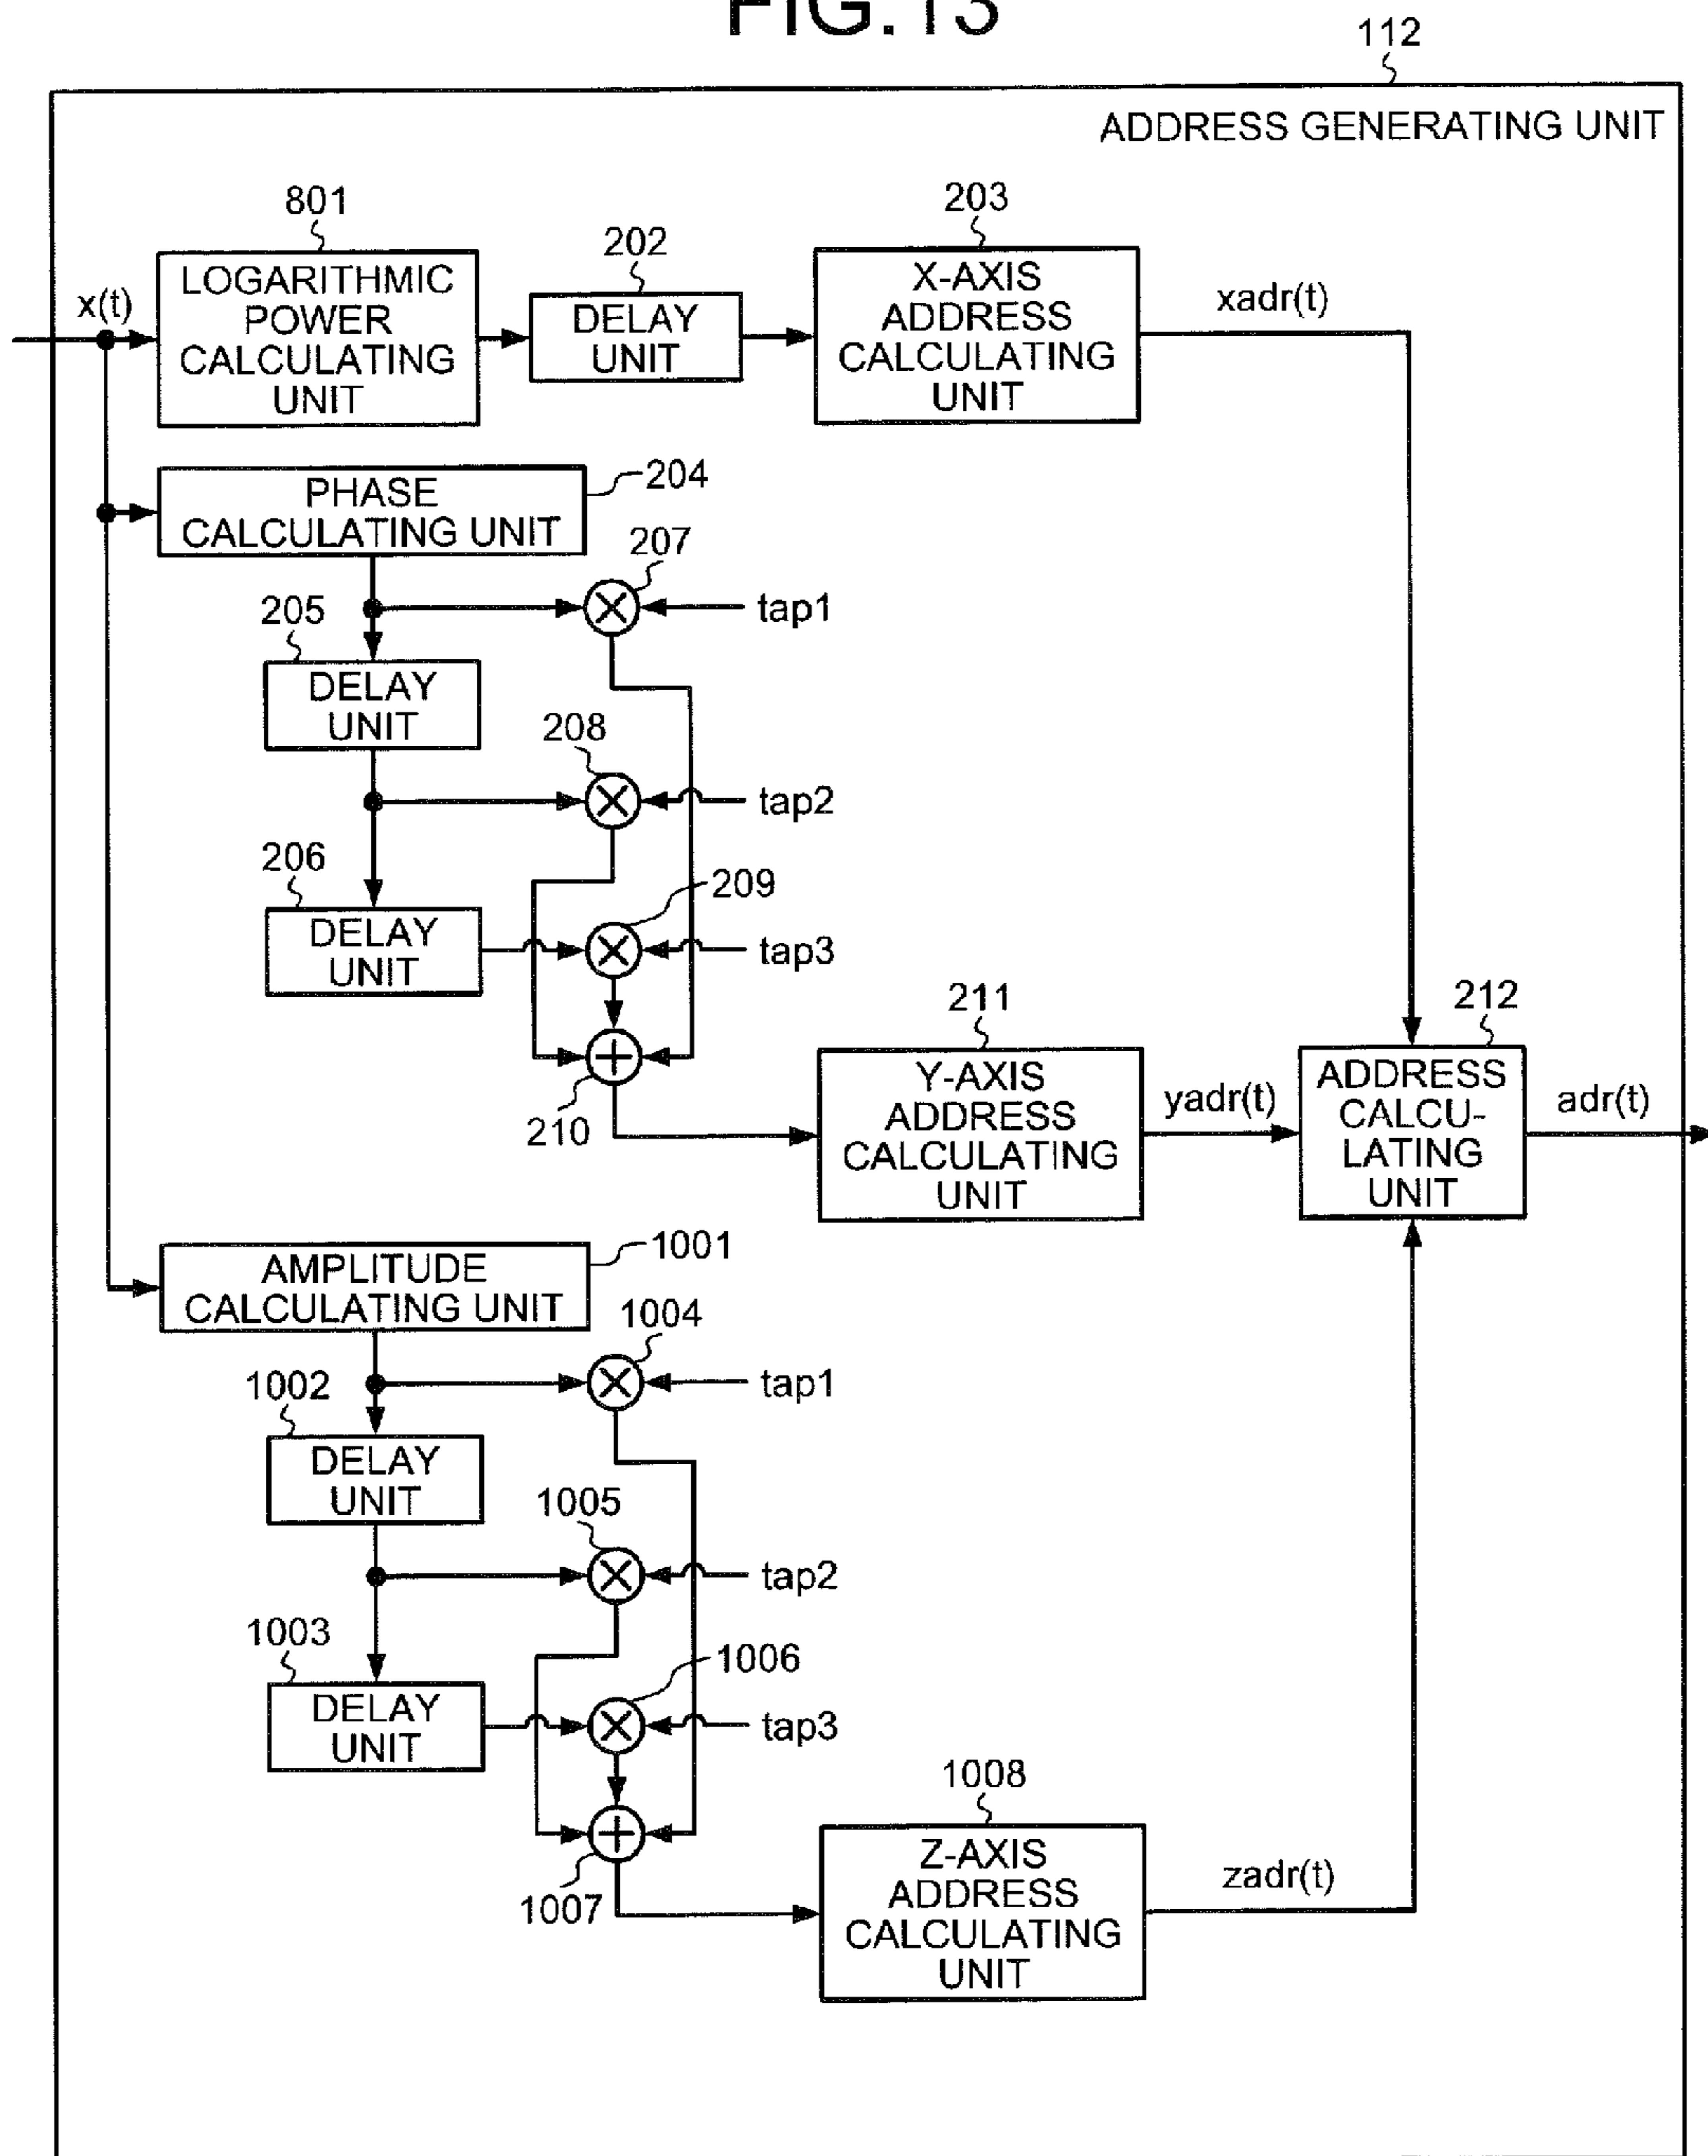 FIG.13
112
ADDRESS GENERATING UNIT
801
202
203
x(t)
LOGARITHMIC
POWER
CALCULATING
UNIT
DELAY
UNIT
X-AXIS
ADDRESS
CALCULATING
UNIT
xadr(t)
PHASE
CALCULATING UNIT
204
207
tap1
205
DELAY
UNIT
208
tap2
206
DELAY
UNIT
209
tap3
210
211
Y-AXIS
ADDRESS
CALCULATING
UNIT
yadr(t)
212
ADDRESS
CALCU-
LATING
UNIT
adr(t)
AMPLITUDE
CALCULATING UNIT
1001
1004
tap1
1002
DELAY
UNIT
1005
tap2
1003
DELAY
UNIT
1006
tap3
1007
1008
Z-AXIS
ADDRESS
CALCULATING
UNIT
zadr(t)